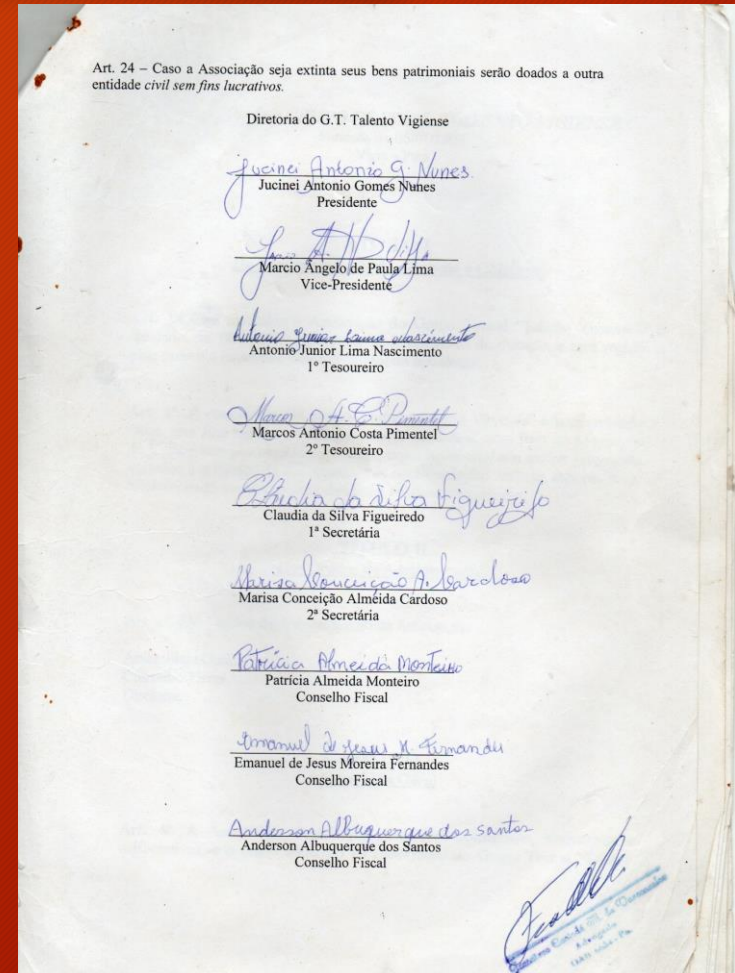 Art. 24 – Caso a Associação seja extinta seus bens patrimoniais serão doados a outra
entidade civil sem fins lucrativos.
Diretoria do G.T. Talento Vigiense
Jucinei Antonio G. Nunes
Jucinei Antonio Gomes Nunes
Presidente
Marcio Ângelo de Paula Lima
Vice-Presidente
Antonio Junior Lima Nascimento
Antonio Junior Lima Nascimento
1º Tesoureiro
Marcos A. C. Pimentel
Marcos Antonio Costa Pimentel
2º Tesoureiro
Claudia da Silva Figueiredo
Claudia da Silva Figueiredo
1ª Secretária
Marisa Conceição A. Cardoso
Marisa Conceição Almeida Cardoso
2ª Secretária
Patrícia Almeida Monteiro
Patrícia Almeida Monteiro
Conselho Fiscal
Emanuel de Jesus M. Fernandes
Emanuel de Jesus Moreira Fernandes
Conselho Fiscal
Anderson Albuquerque dos Santos
Anderson Albuquerque dos Santos
Conselho Fiscal
Advogado